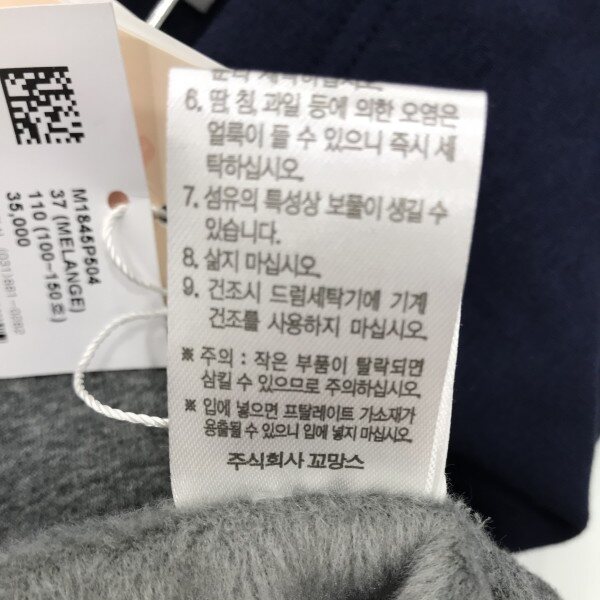 6. 땀, 침, 과일 등에 의한 오염은
얼룩이 들 수 있으니 즉시 세
탁하십시오.
7. 섬유의 특성상 보풀이 생길 수
있습니다.
8. 삶지 마십시오.
9. 건조시 드럼세탁기에 기계
건조를 사용하지 마십시오.
※ 주의 : 작은 부품이 탈락되면
삼킬 수 있으므로 주의하십시오.
※ 입에 넣으면 프탈레이트 가소제가
용출될 수 있으니 입에 넣지 마십시오.
주식회사 꼬망스
M1845P504
37 (MELANGE)
110 (100~150호)
35,000